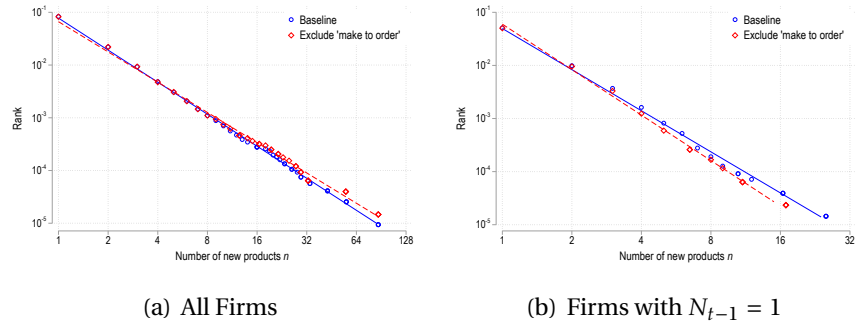 Baseline
Exclude 'make to order'
10⁻¹
10⁻²
10⁻³
10⁻⁴
10⁻⁵
Rank
1 2 4 8 16 32 64 128
Number of new products n
Baseline
Exclude 'make to order'
10⁻¹
10⁻²
10⁻³
10⁻⁴
10⁻⁵
Rank
1 2 4 8 16 32
Number of new products n
(a) All Firms
(b) Firms with Nₜ₋₁ = 1